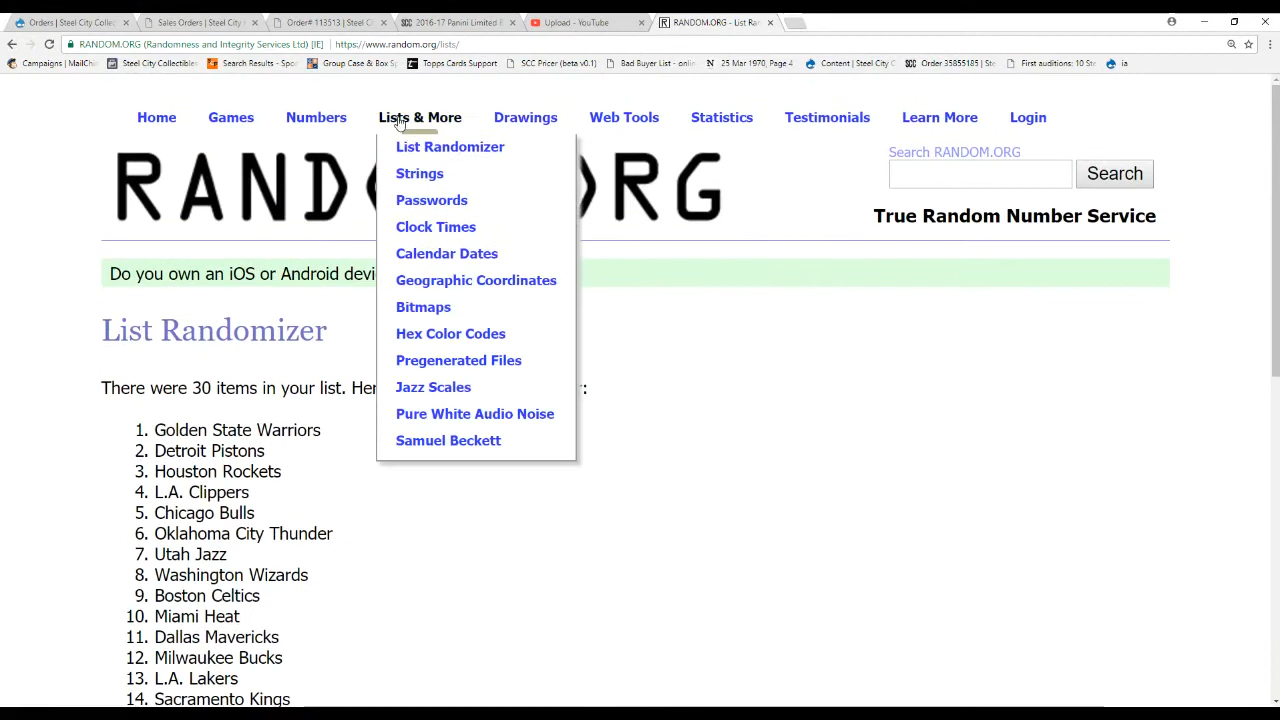 Orders | Steel City Collect
Sales Orders | Steel City H
Order# 113513 | Steel Ci
SCC 2016-17 Panini Limited B
Upload - YouTube
RANDOM.ORG - List Ra
RANDOM.ORG (Randomness and Integrity Services Ltd) [IE]
https://www.random.org/lists/
Campaigns | MailChi
Steel City Collectibles
Search Results - Spo
Group Case & Box S
Topps Cards Support
SCC Pricer (beta v0.1)
Bad Buyer List - onlin
25 Mar 1970, Page 4
Content | Steel City C
Order 35855185 | Ste
First auditions: 10 Ste
ia
Home
Games
Numbers
Lists & More
Drawings
Web Tools
Statistics
Testimonials
Learn More
Login
List Randomizer
Strings
Passwords
Clock Times
Calendar Dates
Geographic Coordinates
Bitmaps
Hex Color Codes
Pregenerated Files
Jazz Scales
Pure White Audio Noise
Samuel Beckett
RAND ORG
Search RANDOM.ORG
Search
True Random Number Service
Do you own an iOS or Android devi
List Randomizer
There were 30 items in your list. Her :
1. Golden State Warriors
2. Detroit Pistons
3. Houston Rockets
4. L.A. Clippers
5. Chicago Bulls
6. Oklahoma City Thunder
7. Utah Jazz
8. Washington Wizards
9. Boston Celtics
10. Miami Heat
11. Dallas Mavericks
12. Milwaukee Bucks
13. L.A. Lakers
14. Sacramento Kings